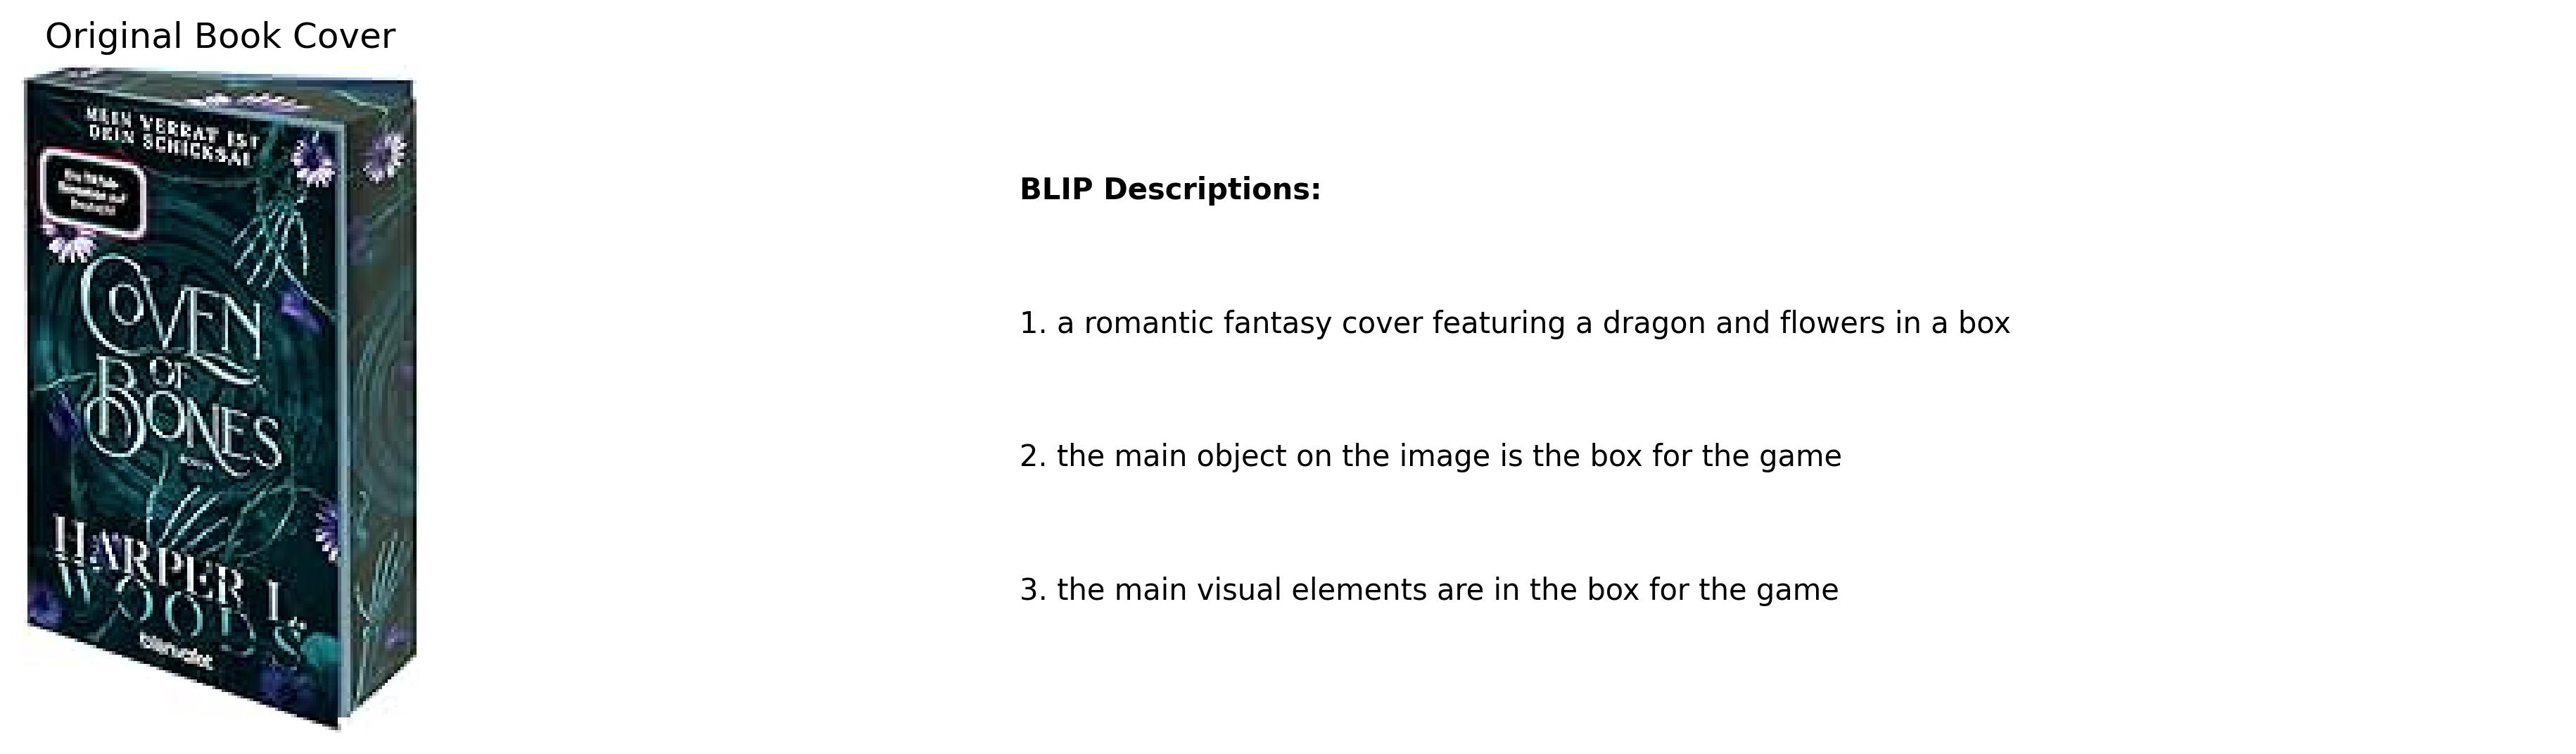 Original Book Cover
MEIN VERRAT IST
DEIN SCHICKSAL
COVEN
OF
BONES
ROMAN
HARPER L.
WOODS
blanvalet
BLIP Descriptions:
1. a romantic fantasy cover featuring a dragon and flowers in a box
2. the main object on the image is the box for the game
3. the main visual elements are in the box for the game